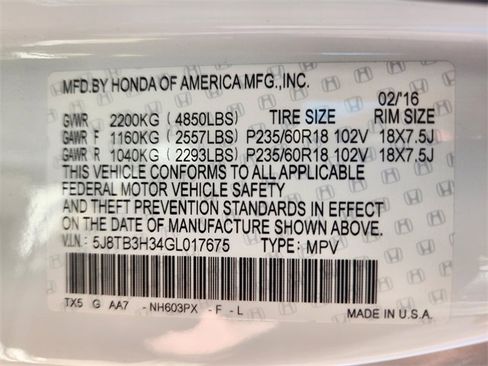 MFD.BY HONDA OF AMERICA MFG.,INC.
02/'16
GVWR 2200KG (4850LBS) TIRE SIZE RIM SIZE
GAWR F 1160KG (2557LBS) P235/60R18 102V 18X7.5J
GAWR R 1040KG (2293LBS) P235/60R18 102V 18X7.5J
THIS VEHICLE CONFORMS TO ALL APPLICABLE
FEDERAL MOTOR VEHICLE SAFETY
AND THEFT PREVENTION STANDARDS IN EFFECT
ON THE DATE OF MANUFACTURE SHOWN ABOVE.
V.I.N.: 5J8TB3H34GL017675 TYPE: MPV
TX5 G AA7 -NH603PX -F -L
MADE IN U.S.A.